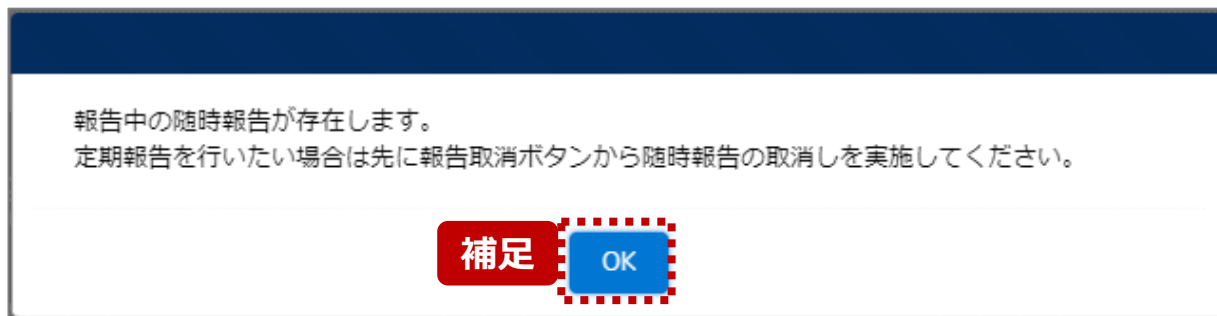 報告中の随時報告が存在します。
定期報告を行いたい場合は先に報告取消ボタンから随時報告の取消しを実施してください。
補足
OK